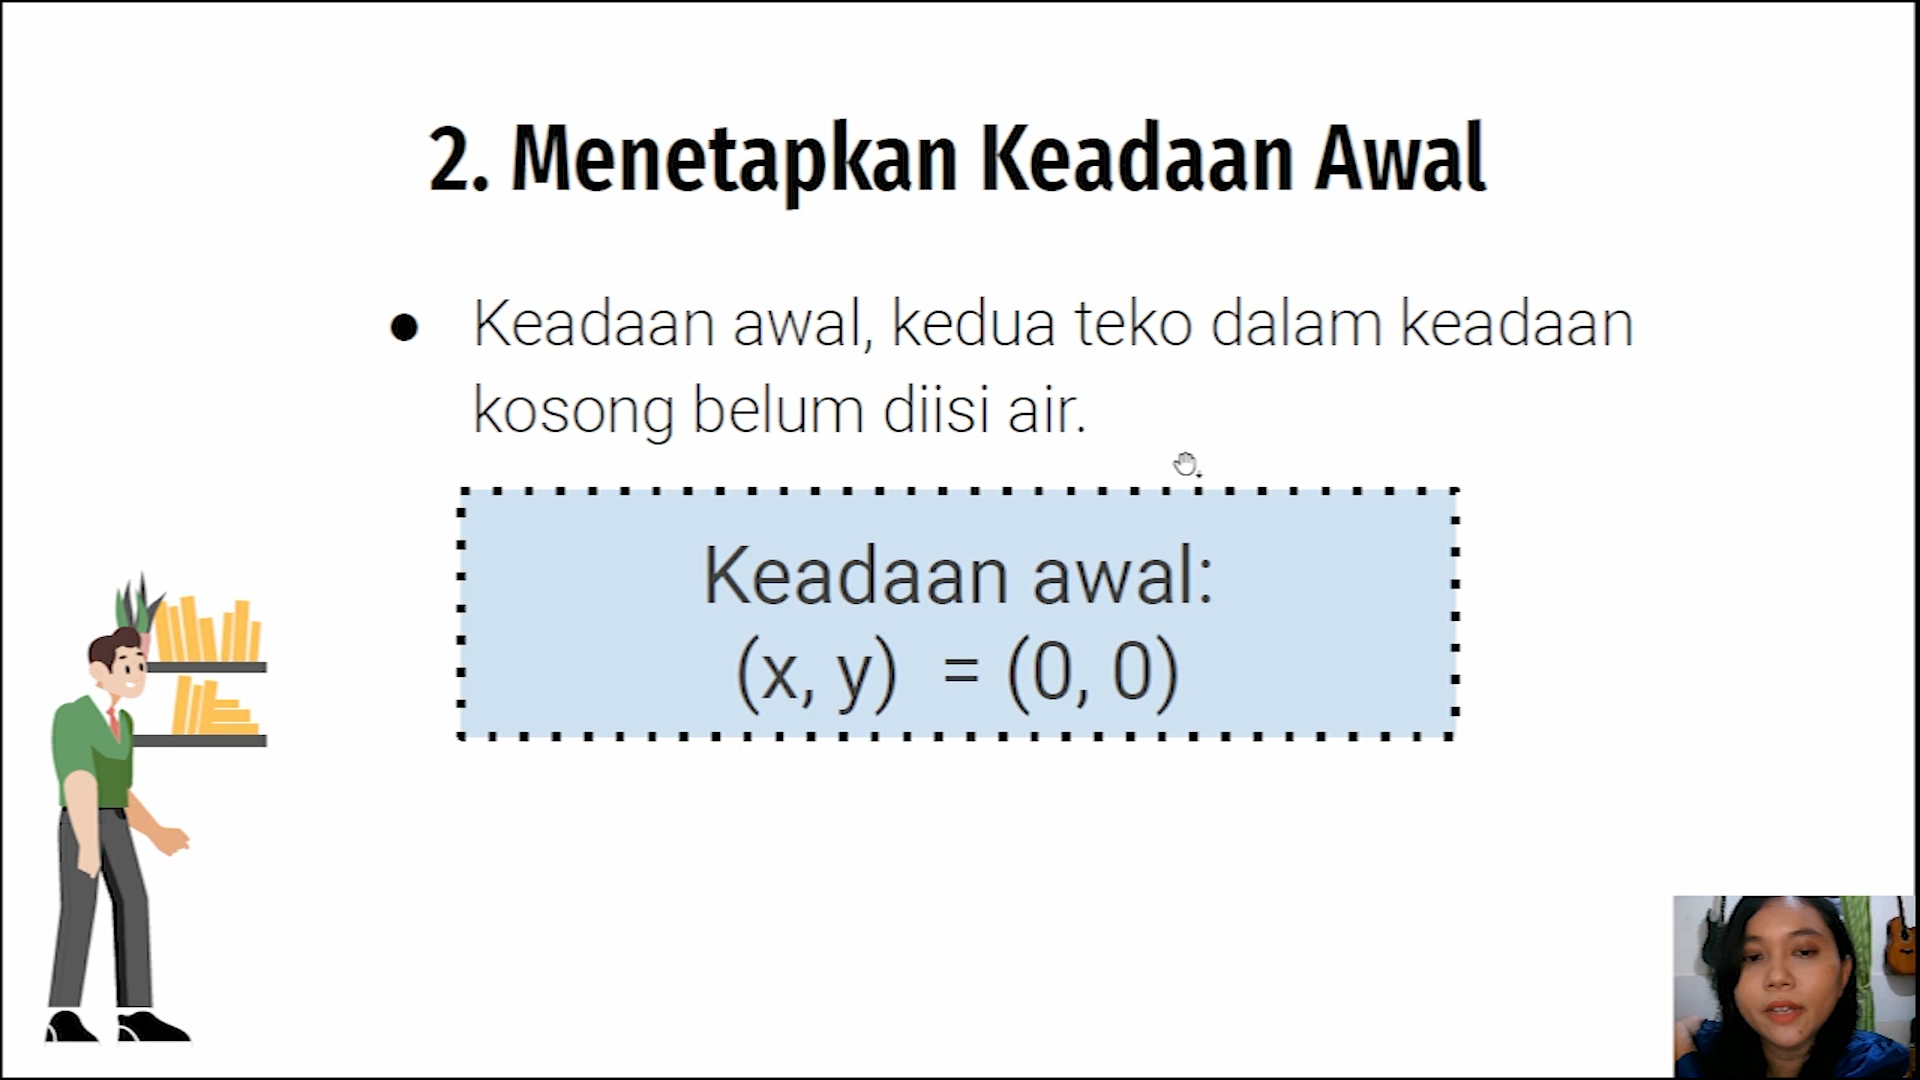 2. Menetapkan Keadaan Awal
● Keadaan awal, kedua teko dalam keadaan
kosong belum diisi air.
Keadaan awal:
(x, y) = (0, 0)